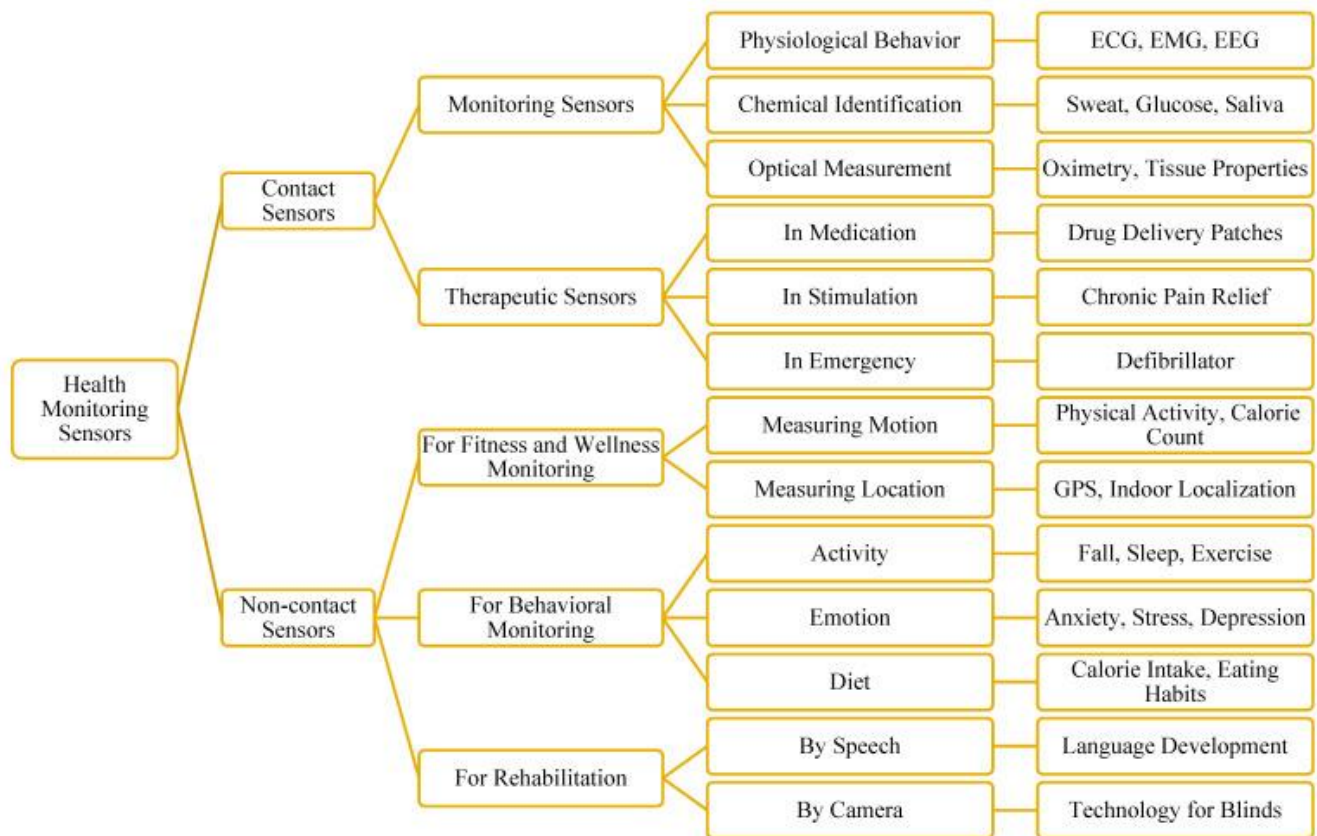 Health
Monitoring
Sensors
Contact
Sensors
Monitoring Sensors
Physiological Behavior
ECG, EMG, EEG
Chemical Identification
Sweat, Glucose, Saliva
Optical Measurement
Oximetry, Tissue Properties
Therapeutic Sensors
In Medication
Drug Delivery Patches
In Stimulation
Chronic Pain Relief
In Emergency
Defibrillator
Non-contact
Sensors
For Fitness and Wellness
Monitoring
Measuring Motion
Physical Activity, Calorie
Count
Measuring Location
GPS, Indoor Localization
For Behavioral
Monitoring
Activity
Fall, Sleep, Exercise
Emotion
Anxiety, Stress, Depression
Diet
Calorie Intake, Eating
Habits
For Rehabilitation
By Speech
Language Development
By Camera
Technology for Blinds